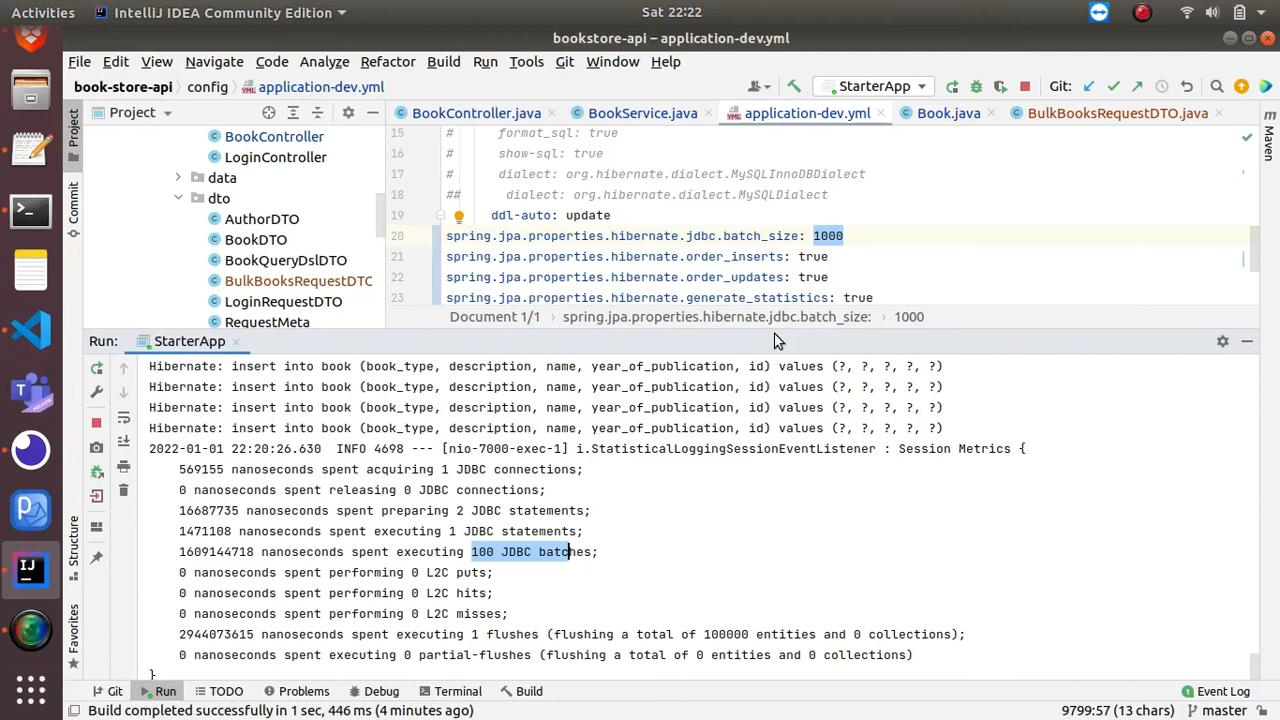 Activities IntelliJ IDEA Community Edition Sat 22:22
bookstore-api – application-dev.yml
File Edit View Navigate Code Analyze Refactor Build Run Tools Git Window Help
book-store-api config application-dev.yml StarterApp Git:
Project BookController.java BookService.java application-dev.yml Book.java BulkBooksRequestDTO.java
Project
Commit
Structure
Favorites
Maven
BookController
LoginController
data
dto
AuthorDTO
BookDTO
BookQueryDslDTO
BulkBooksRequestDTO
LoginRequestDTO
RequestMeta
15 # format_sql: true
16 # show-sql: true
17 # dialect: org.hibernate.dialect.MySQLInnoDBDialect
18 ## dialect: org.hibernate.dialect.MySQLDialect
19 ddl-auto: update
20 spring.jpa.properties.hibernate.jdbc.batch_size: 1000
21 spring.jpa.properties.hibernate.order_inserts: true
22 spring.jpa.properties.hibernate.order_updates: true
23 spring.jpa.properties.hibernate.generate_statistics: true
Document 1/1 spring.jpa.properties.hibernate.jdbc.batch_size: 1000
Run: StarterApp
Hibernate: insert into book (book_type, description, name, year_of_publication, id) values (?, ?, ?, ?, ?)
Hibernate: insert into book (book_type, description, name, year_of_publication, id) values (?, ?, ?, ?, ?)
Hibernate: insert into book (book_type, description, name, year_of_publication, id) values (?, ?, ?, ?, ?)
Hibernate: insert into book (book_type, description, name, year_of_publication, id) values (?, ?, ?, ?, ?)
2022-01-01 22:20:26.630 INFO 4698 --- [nio-7000-exec-1] i.StatisticalLoggingSessionEventListener : Session Metrics {
569155 nanoseconds spent acquiring 1 JDBC connections;
0 nanoseconds spent releasing 0 JDBC connections;
16687735 nanoseconds spent preparing 2 JDBC statements;
1471108 nanoseconds spent executing 1 JDBC statements;
1609144718 nanoseconds spent executing 100 JDBC batches;
0 nanoseconds spent performing 0 L2C puts;
0 nanoseconds spent performing 0 L2C hits;
0 nanoseconds spent performing 0 L2C misses;
2944073615 nanoseconds spent executing 1 flushes (flushing a total of 100000 entities and 0 collections);
0 nanoseconds spent executing 0 partial-flushes (flushing a total of 0 entities and 0 collections)
}
Git Run TODO Problems Debug Terminal Build 1 Event Log
Build completed successfully in 1 sec, 446 ms (4 minutes ago) 9799:57 (13 chars) master